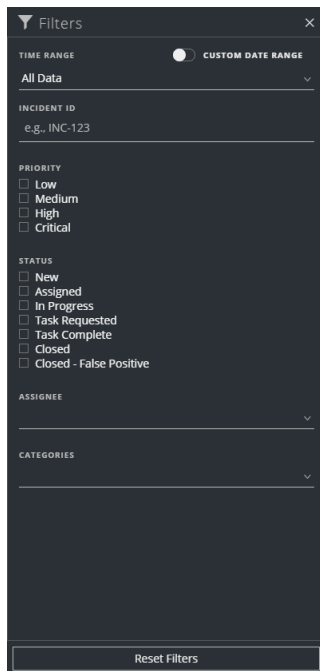 Filters
TIME RANGE CUSTOM DATE RANGE
All Data
INCIDENT ID
e.g., INC-123
PRIORITY
Low
Medium
High
Critical
STATUS
New
Assigned
In Progress
Task Requested
Task Complete
Closed
Closed - False Positive
ASSIGNEE
CATEGORIES
Reset Filters